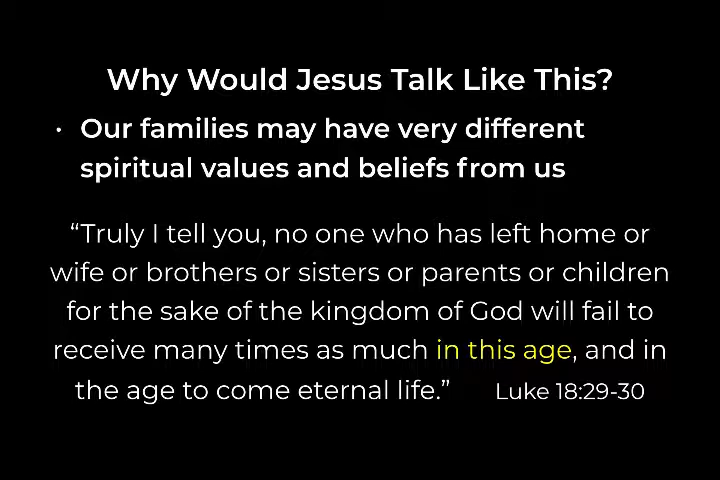 Why Would Jesus Talk Like This?
• Our families may have very different
spiritual values and beliefs from us
“Truly I tell you, no one who has left home or
wife or brothers or sisters or parents or children
for the sake of the kingdom of God will fail to
receive many times as much in this age, and in
the age to come eternal life.” Luke 18:29-30